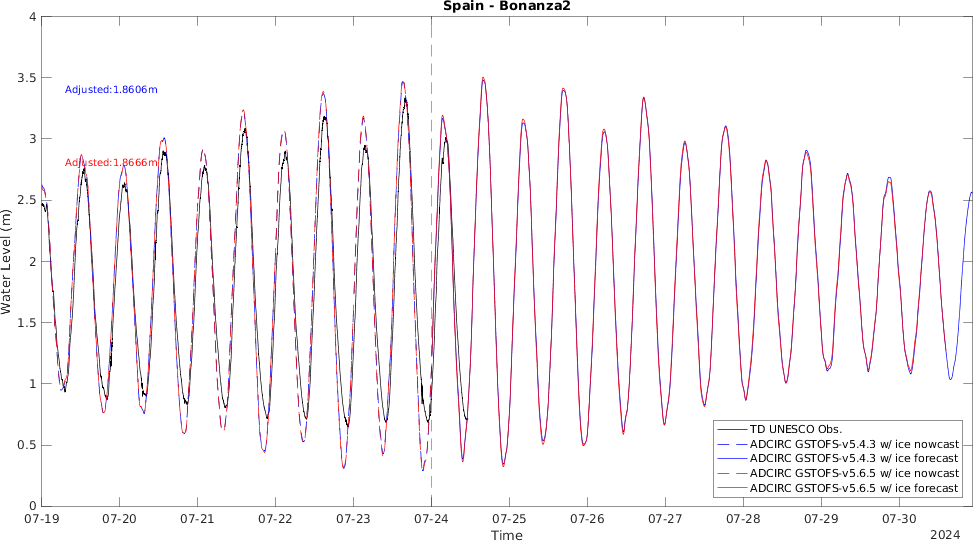 Spain - Bonanza2
4
3.5
3
2.5
2
1.5
1
0.5
0
Water Level (m)
Adjusted:1.8606m
Adjusted:1.8666m
TD UNESCO Obs.
ADCIRC GSTOFS-v5.4.3 w/ ice nowcast
ADCIRC GSTOFS-v5.4.3 w/ ice forecast
ADCIRC GSTOFS-v5.6.5 w/ ice nowcast
ADCIRC GSTOFS-v5.6.5 w/ ice forecast
07-19 07-20 07-21 07-22 07-23 07-24 07-25 07-26 07-27 07-28 07-29 07-30
Time
2024